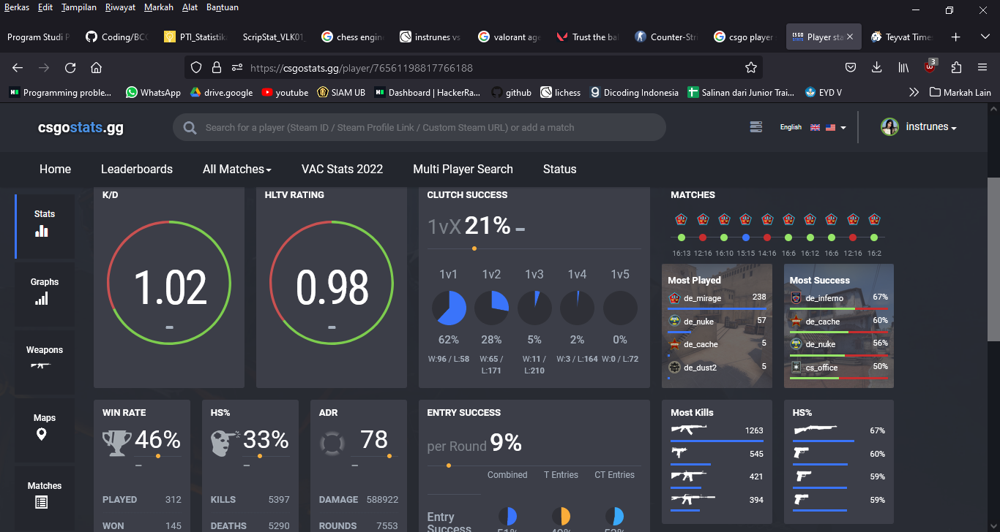 Berkas Edit Tampilan Riwayat Markah Alat Bantuan
Program Studi P Coding/BCC PTI_Statistika ScripStat_VLK01_ chess engine instrunes vs valorant age Trust the bal Counter-Stri csgo player Player sta Teyvat Time
https://csgostats.gg/player/76561198817766188 3
Programming proble... WhatsApp drive.google youtube SIAM UB Dashboard | HackerRa... github lichess Dicoding Indonesia Salinan dari Junior Trai... EYD V Markah Lain
csgostats.gg Search for a player (Steam ID / Steam Profile Link / Custom Steam URL) or add a match English instrunes
Home Leaderboards All Matches VAC Stats 2022 Multi Player Search Status
Stats
Graphs
Weapons
Maps
Matches
K/D
1.02
HLTV RATING
0.98
CLUTCH SUCCESS
1vX 21%
1v1 1v2 1v3 1v4 1v5
62% 28% 5% 2% 0%
W:96 / L:58 W:65 / L:171 W:11 / L:210 W:3 / L:164 W:0 / L:72
MATCHES
16:13 12:16 16:10 15:15 14:16 16:6 16:12 16:6 12:16 16:2
Most Played
de_mirage 238
de_nuke 57
de_cache 5
de_dust2 5
Most Success
de_inferno 67%
de_cache 60%
de_nuke 56%
cs_office 50%
WIN RATE
46%
PLAYED 312
WON 145
HS%
33%
KILLS 5397
DEATHS 5290
ADR
78
DAMAGE 588922
ROUNDS 7553
ENTRY SUCCESS
per Round 9%
Combined T Entries CT Entries
Entry
Success
Most Kills
1263
545
421
394
HS%
67%
60%
59%
59%